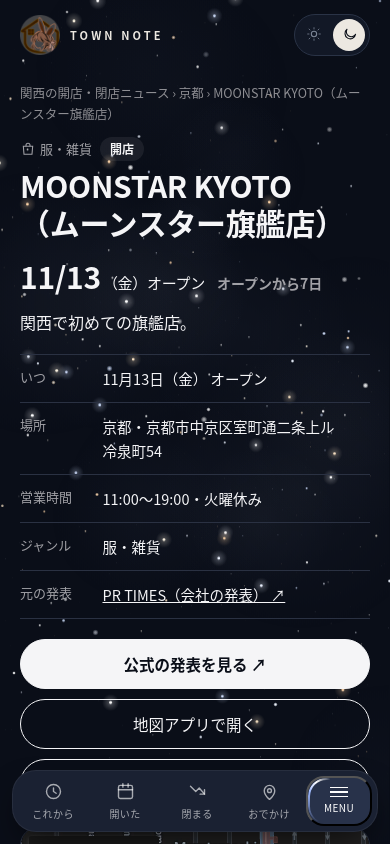 TOWN NOTE
関西の開店・閉店ニュース › 京都 › MOONSTAR KYOTO（ムー
ンスター旗艦店）
服・雑貨 開店
MOONSTAR KYOTO
（ムーンスター旗艦店）
11/13 （金）オープン オープンから7日
関西で初めての旗艦店。
いつ 11月13日（金）オープン
場所 京都・京都市中京区室町通二条上ル
冷泉町54
営業時間 11:00〜19:00・火曜休み
ジャンル 服・雑貨
元の発表 PR TIMES（会社の発表） ↗
公式の発表を見る ↗
地図アプリで開く
これから 開いた 閉まる おでかけ MENU